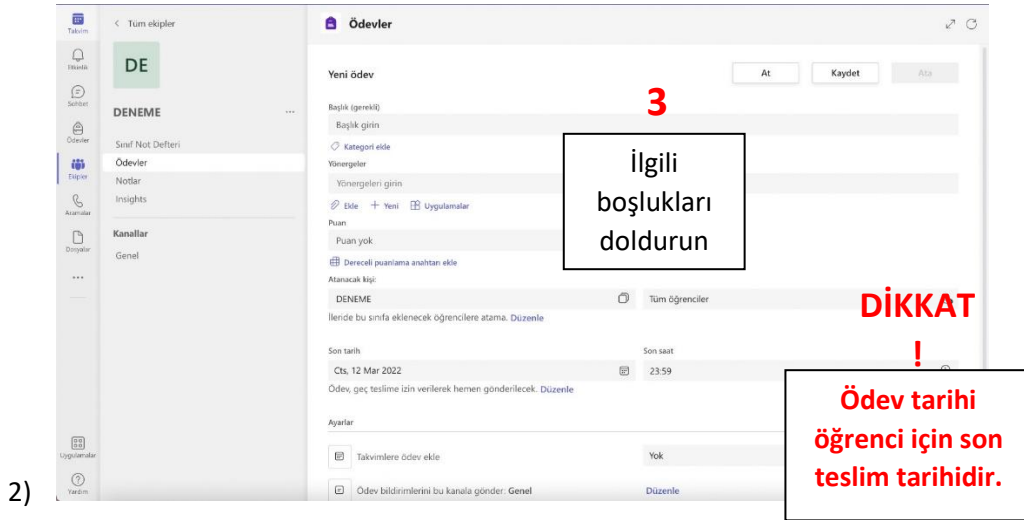 Takvim
Etkinlik
Sohbet
Ödevler
Ekipler
Aramalar
Dosyalar
...
Uygulamalar
Yardım
< Tüm ekipler
DE
DENEME
...
Sınıf Not Defteri
Ödevler
Notlar
Insights
Kanallar
Genel
Ödevler
Yeni ödev
At
Kaydet
Ata
Başlık (gerekli)
Başlık girin
Kategori ekle
Yönergeler
Yönergeleri girin
Ekle + Yeni Uygulamalar
Puan
Puan yok
Dereceli puanlama anahtarı ekle
Atanacak kişi:
DENEME
Tüm öğrenciler
İleride bu sınıfa eklenecek öğrencilere atama. Düzenle
Son tarih
Son saat
Cts, 12 Mar 2022
23:59
Ödev, geç teslime izin verilerek hemen gönderilecek. Düzenle
Ayarlar
Takvimlere ödev ekle
Yok
Ödev bildirimlerini bu kanala gönder: Genel
Düzenle
3
İlgili
boşlukları
doldurun
DİKKAT
!
Ödev tarihi
öğrenci için son
teslim tarihidir.
2)